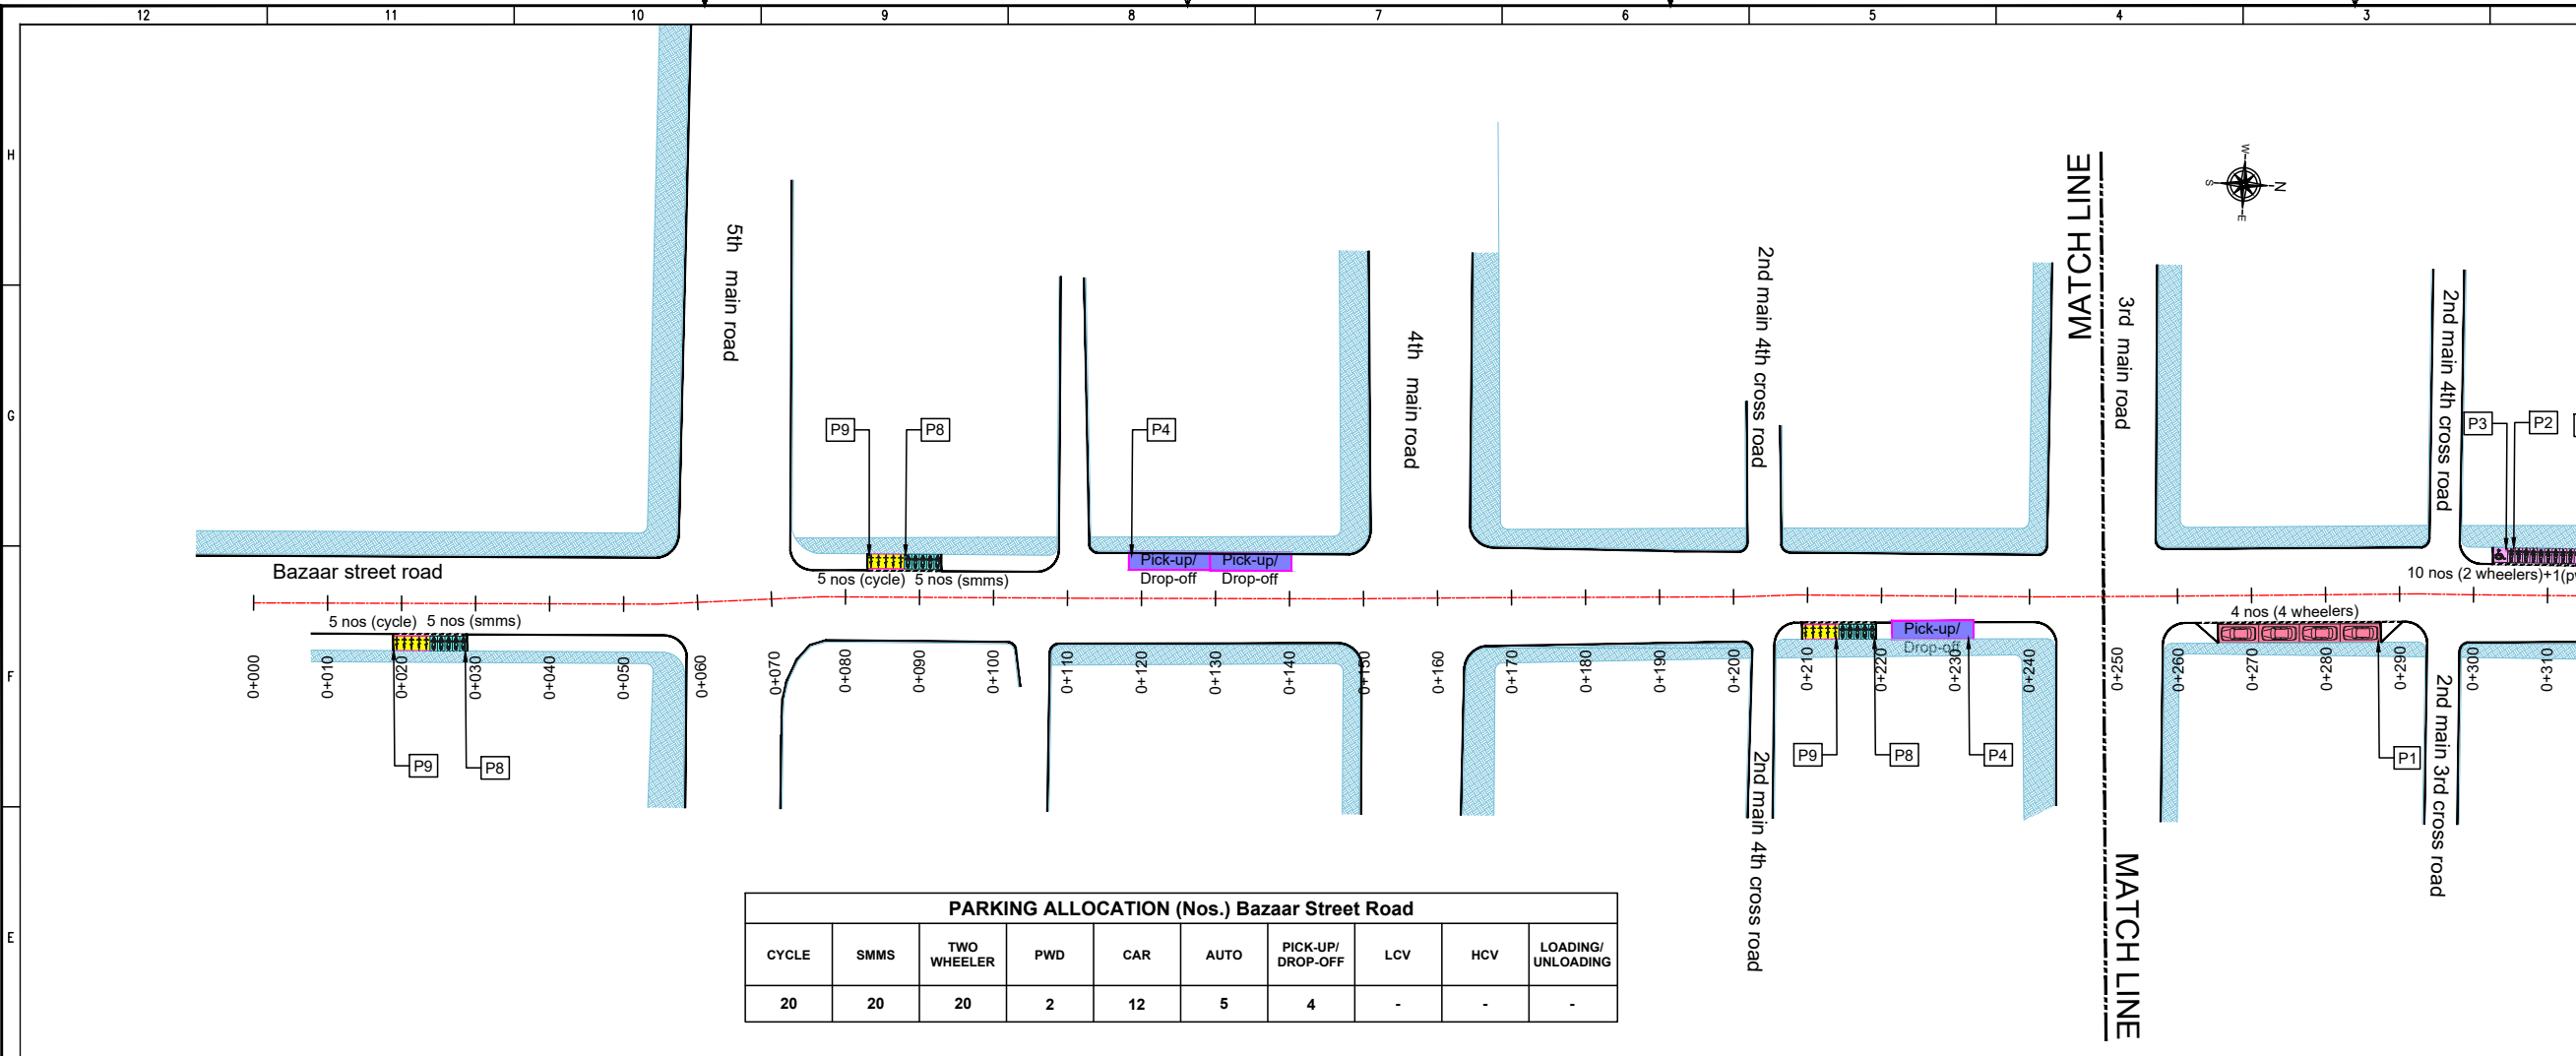 12 11 10 9 8 7 6 5 4 3
H
G
F
E
W
S N
E
MATCH LINE
5th main road
4th main road
2nd main 4th cross road
3rd main road
2nd main 4th cross road
P9 P8 P4 P3 P2
Pick-up/ Pick-up/
Drop-off Drop-off
Bazaar street road
5 nos (cycle) 5 nos (smms)
10 nos (2 wheelers)+1(p
4 nos (4 wheelers)
5 nos (cycle) 5 nos (smms)
Pick-up/
Drop-off
0+000 0+010 0+020 0+030 0+040 0+050 0+060 0+070 0+080 0+090 0+100 0+110 0+120 0+130 0+140 0+150 0+160 0+170 0+180 0+190 0+200 0+210 0+220 0+230 0+240 0+250 0+260 0+270 0+280 0+290 0+300 0+310
P9 P8 P9 P8 P4 P1
2nd main 4th cross road
2nd main 3rd cross road
MATCH LINE
PARKING ALLOCATION (Nos.) Bazaar Street Road
CYCLE SMMS TWO WHEELER PWD CAR AUTO PICK-UP/ DROP-OFF LCV HCV LOADING/ UNLOADING
20 20 20 2 12 5 4 - - -